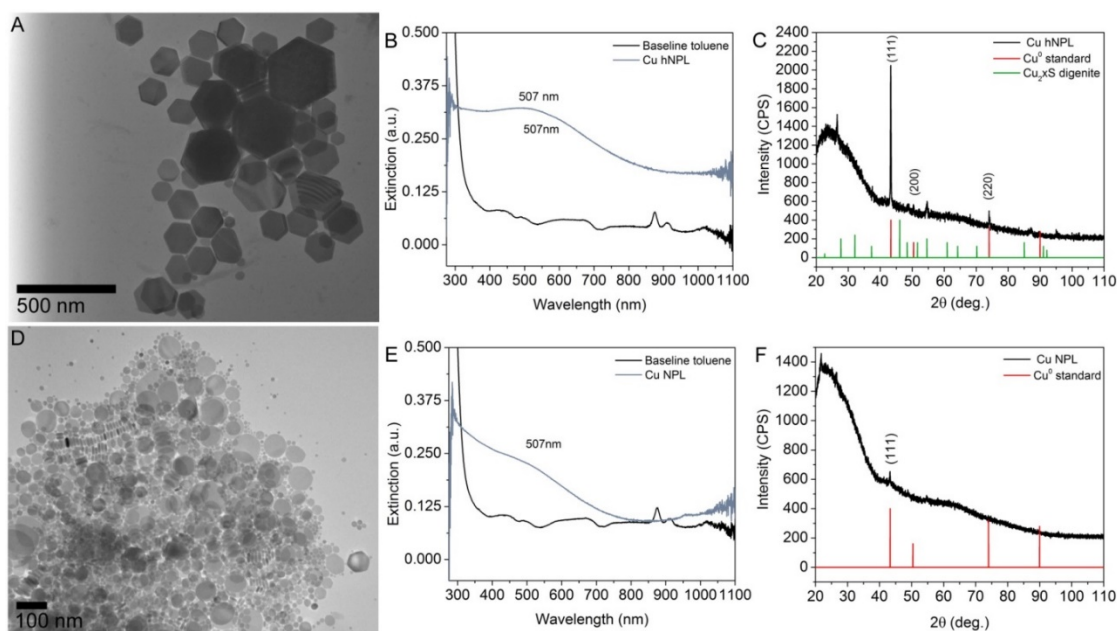 A
500 nm
B
0.500
0.375
0.250
0.125
0.000
Extinction (a.u.)
Baseline toluene
Cu hNPL
507 nm
507nm
300 400 500 600 700 800 900 1000 1100
Wavelength (nm)
C
2400
2200
2000
1800
1600
1400
1200
1000
800
600
400
200
0
Intensity (CPS)
Cu hNPL
Cu⁰ standard
Cu₂xS digenite
(111)
(200)
(220)
20 30 40 50 60 70 80 90 100 110
2θ (deg.)
D
100 nm
E
0.500
0.375
0.250
0.125
0.000
Extinction (a.u.)
Baseline toluene
Cu NPL
507nm
300 400 500 600 700 800 900 1000 1100
Wavelength (nm)
F
1400
1200
1000
800
600
400
200
0
Intensity (CPS)
Cu NPL
Cu⁰ standard
(111)
20 30 40 50 60 70 80 90 100 110
2θ (deg.)